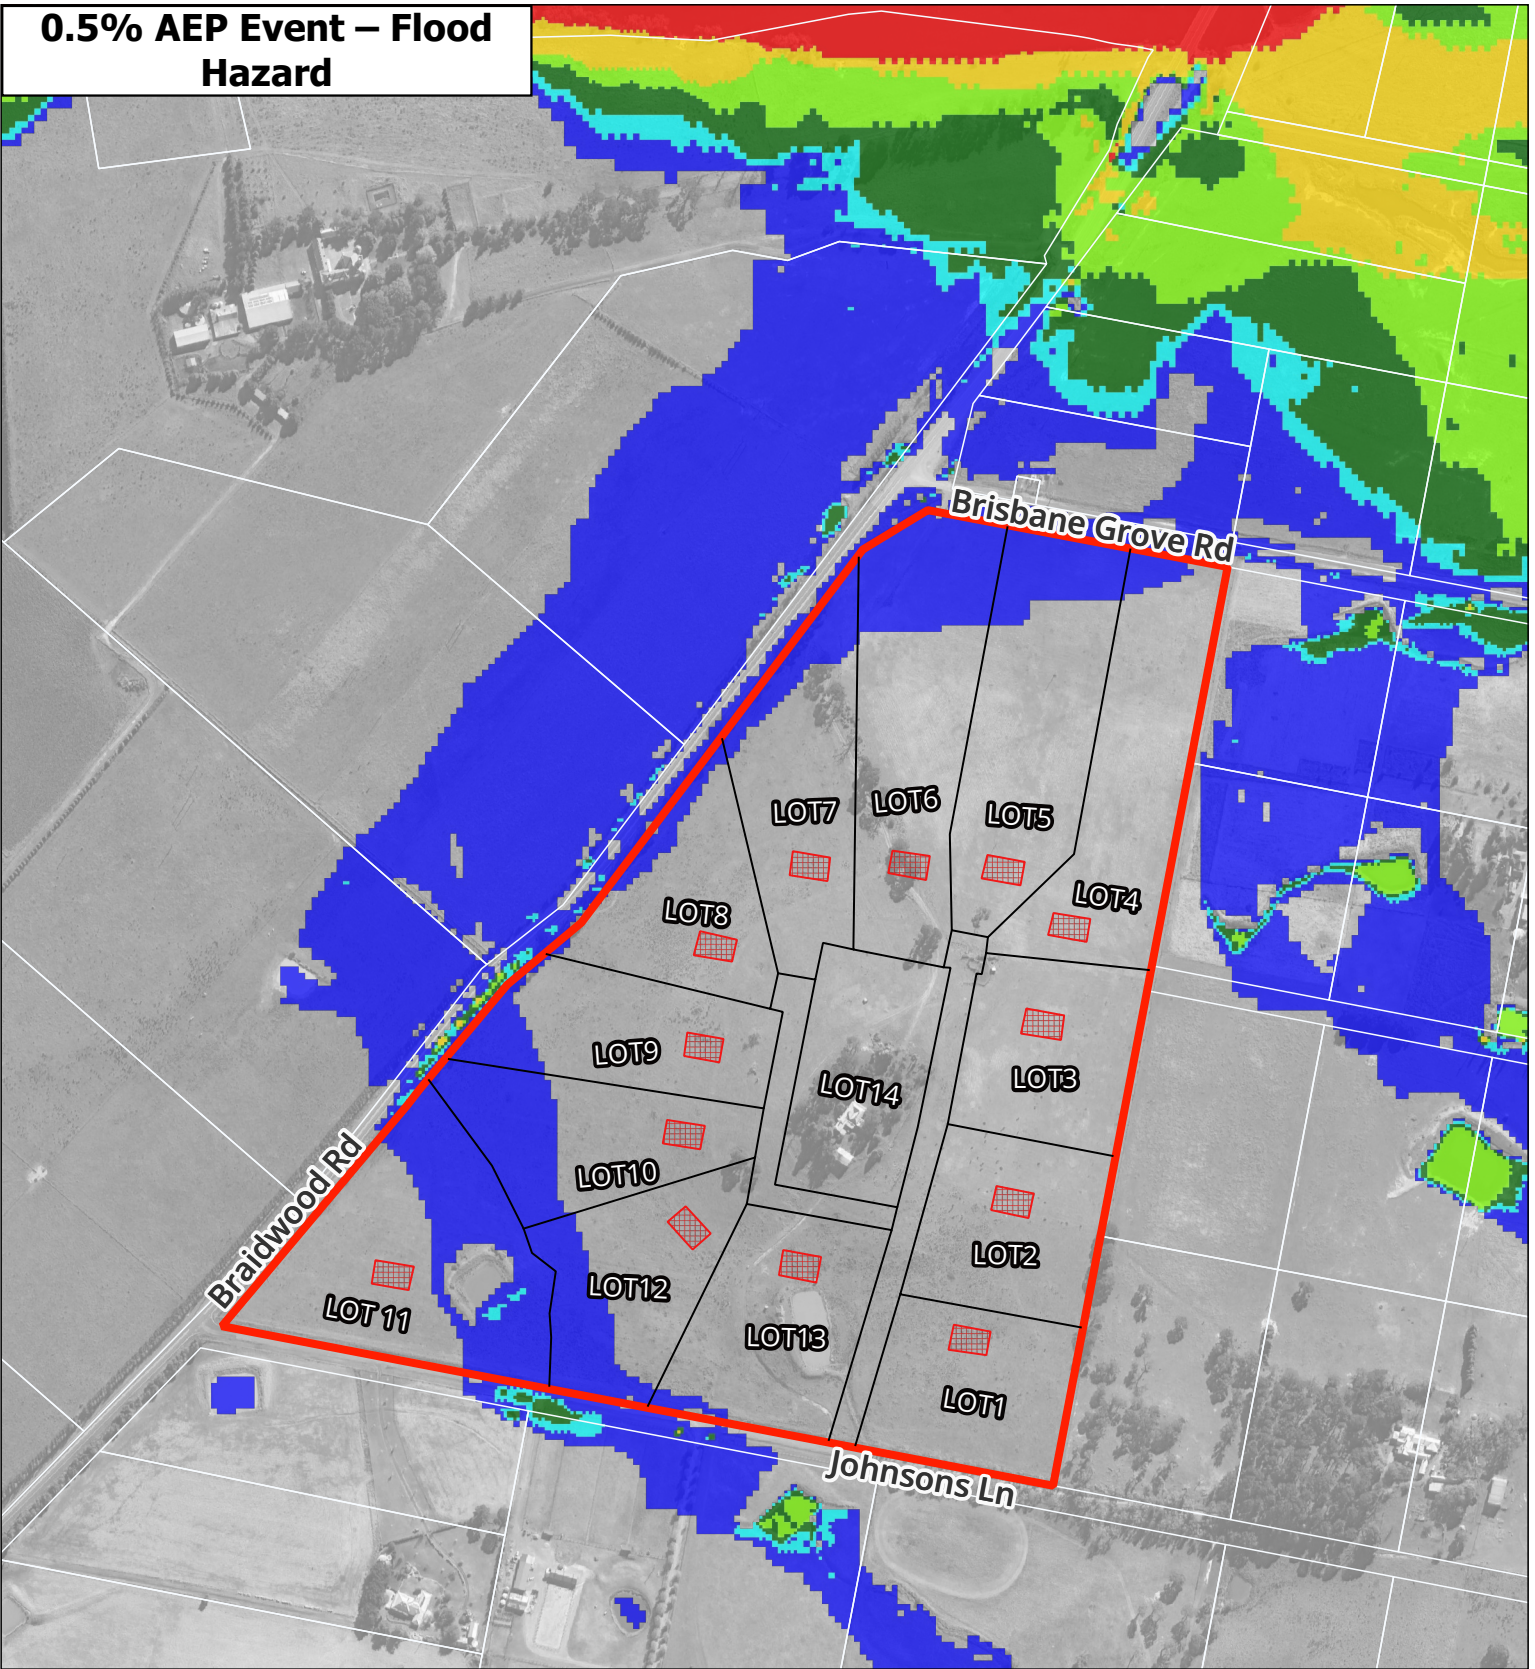 0.5% AEP Event – Flood
Hazard
Brisbane Grove Rd
LOT7
LOT6
LOT5
LOT4
LOT8
LOT9
LOT14
LOT3
LOT10
LOT2
LOT12
LOT 11
LOT13
LOT1
Braidwood Rd
Johnsons Ln